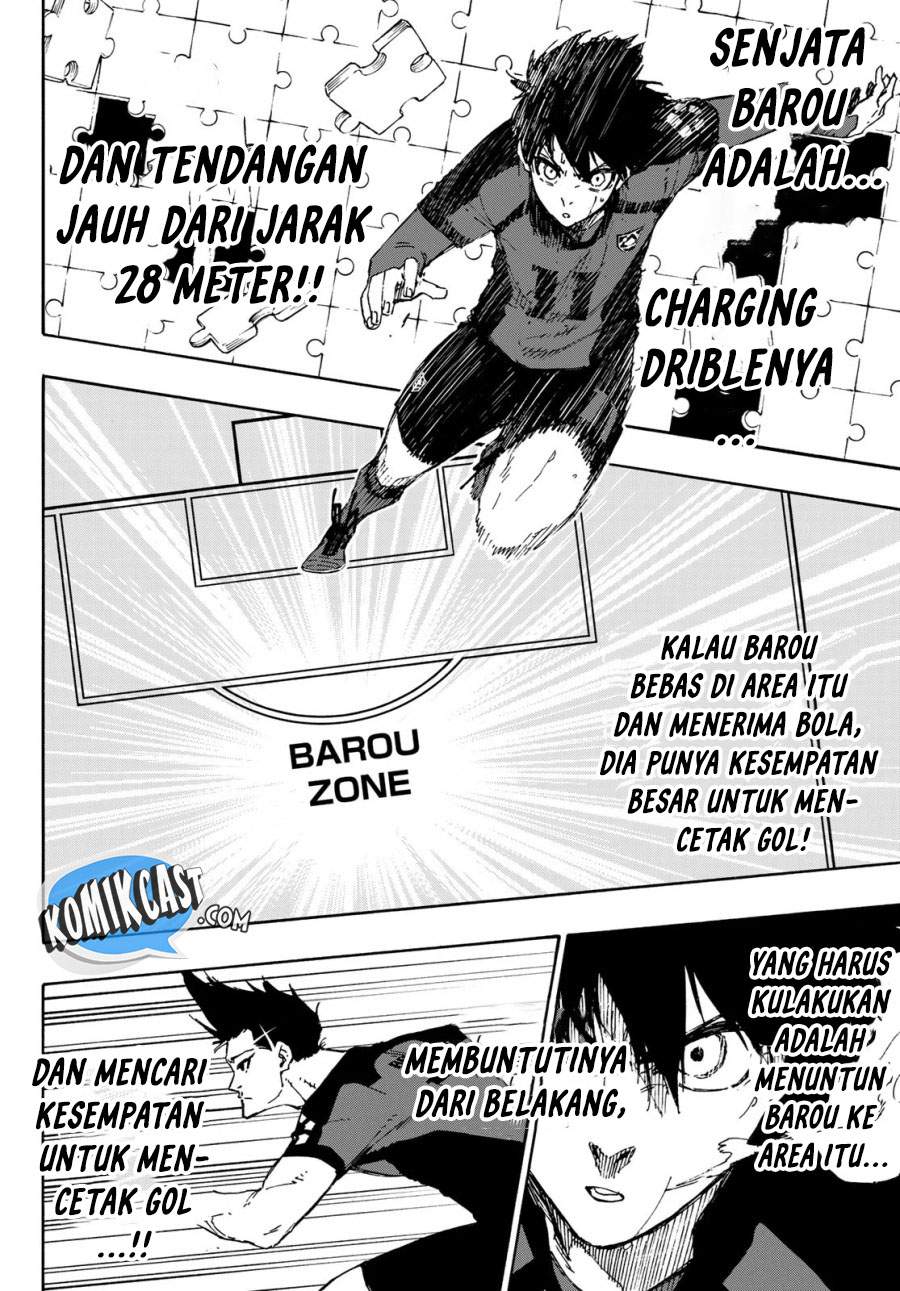 SENJATA
BAROU
ADALAH...
CHARGING
DRIBLENYA
...
DAN TENDANGAN
JAUH DARI JARAK
28 METER!!
KALAU BAROU
BEBAS DI AREA ITU
DAN MENERIMA BOLA,
DIA PUNYA KESEMPATAN
BESAR UNTUK MEN-
CETAK GOL!
BAROU
ZONE
KOMIKCAST
.COM
YANG HARUS
KULAKUKAN
ADALAH
MENUNTUN
BAROU KE
AREA ITU...
MEMBUNTUTINYA
DARI BELAKANG,
DAN MENCARI
KESEMPATAN
UNTUK MEN-
CETAK GOL
...!!